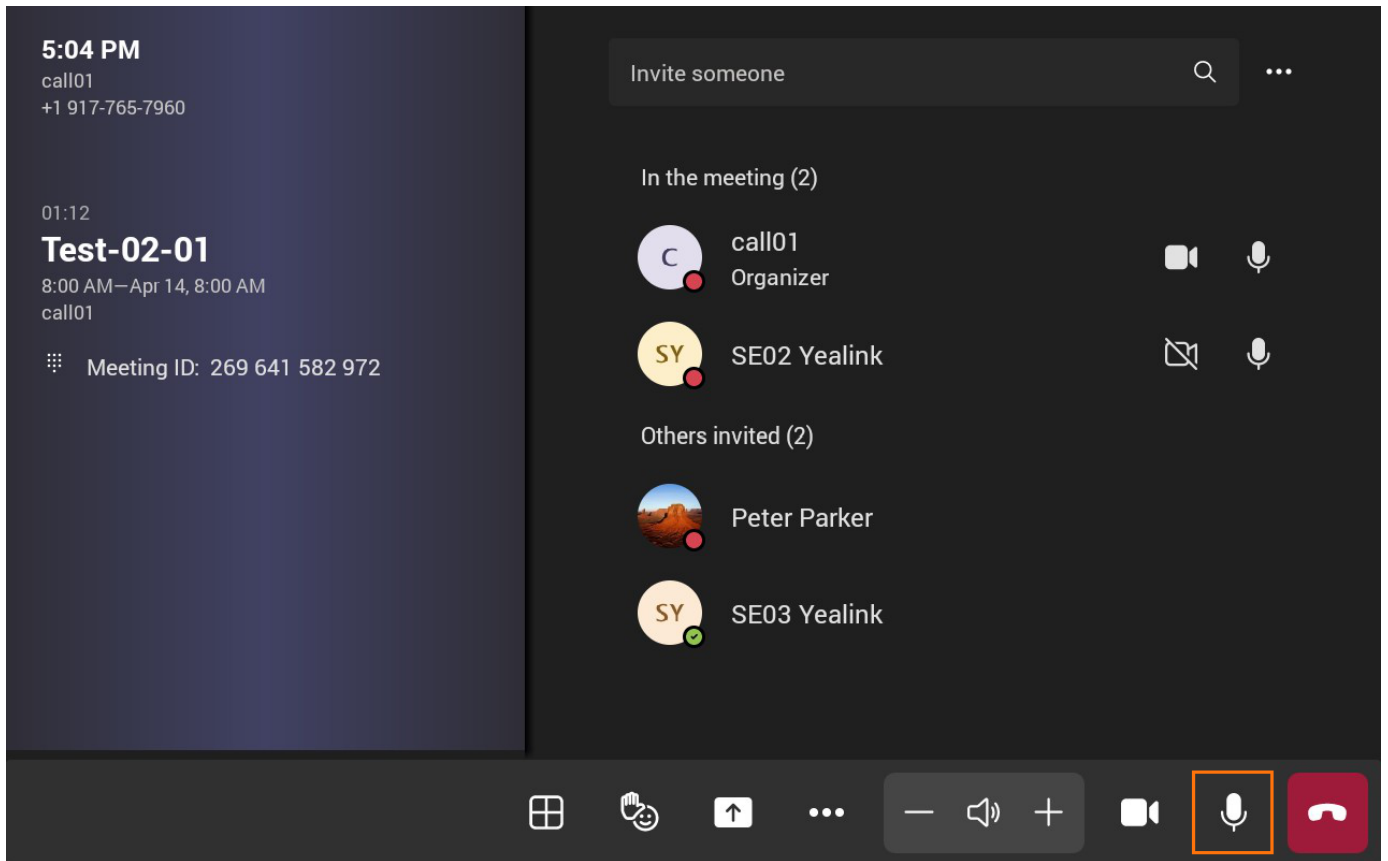 5:04 PM
call01
+1 917-765-7960
01:12
Test-02-01
8:00 AM—Apr 14, 8:00 AM
call01
Meeting ID: 269 641 582 972
Invite someone
In the meeting (2)
C
call01
Organizer
SY
SE02 Yealink
Others invited (2)
Peter Parker
SY
SE03 Yealink